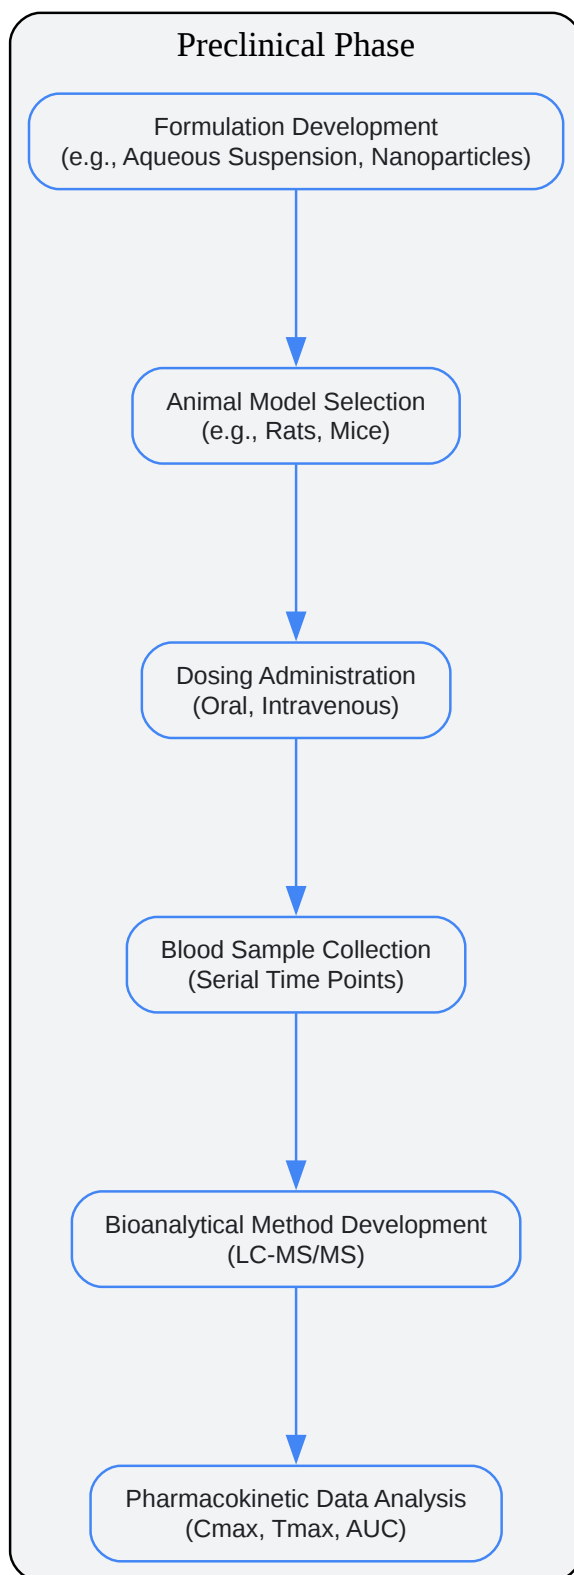 Preclinical Phase
Formulation Development
(e.g., Aqueous Suspension, Nanoparticles)
Animal Model Selection
(e.g., Rats, Mice)
Dosing Administration
(Oral, Intravenous)
Blood Sample Collection
(Serial Time Points)
Bioanalytical Method Development
(LC-MS/MS)
Pharmacokinetic Data Analysis
(Cmax, Tmax, AUC)